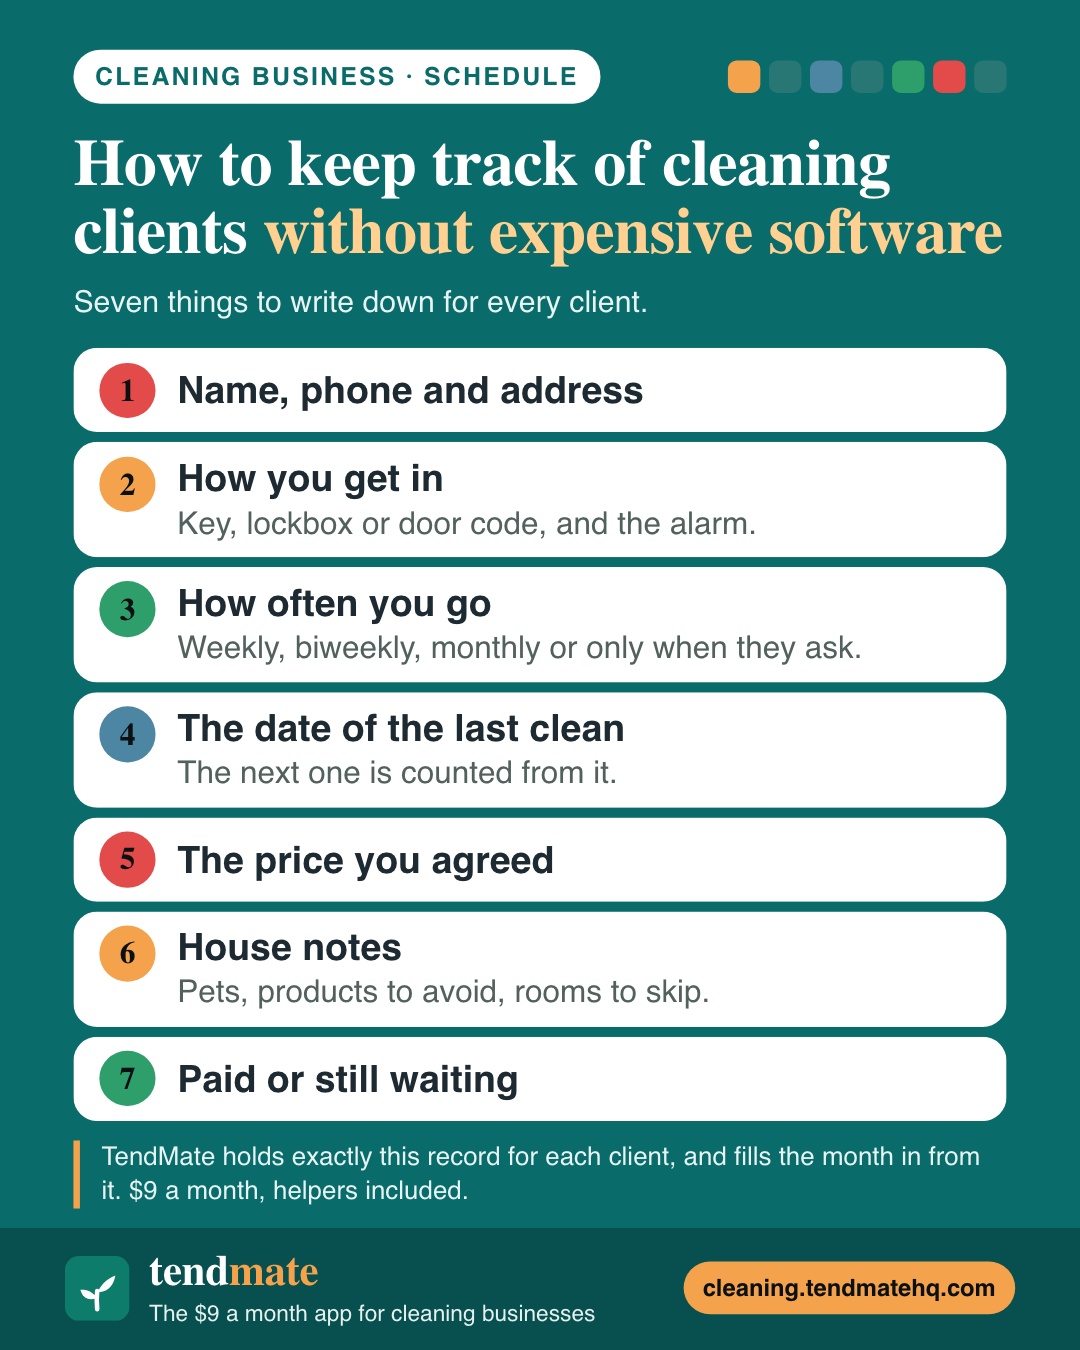 CLEANING BUSINESS · SCHEDULE
How to keep track of cleaning
clients without expensive software
Seven things to write down for every client.
1 Name, phone and address
2 How you get in
Key, lockbox or door code, and the alarm.
3 How often you go
Weekly, biweekly, monthly or only when they ask.
4 The date of the last clean
The next one is counted from it.
5 The price you agreed
6 House notes
Pets, products to avoid, rooms to skip.
7 Paid or still waiting
TendMate holds exactly this record for each client, and fills the month in from
it. $9 a month, helpers included.
tendmate
The $9 a month app for cleaning businesses
cleaning.tendmatehq.com